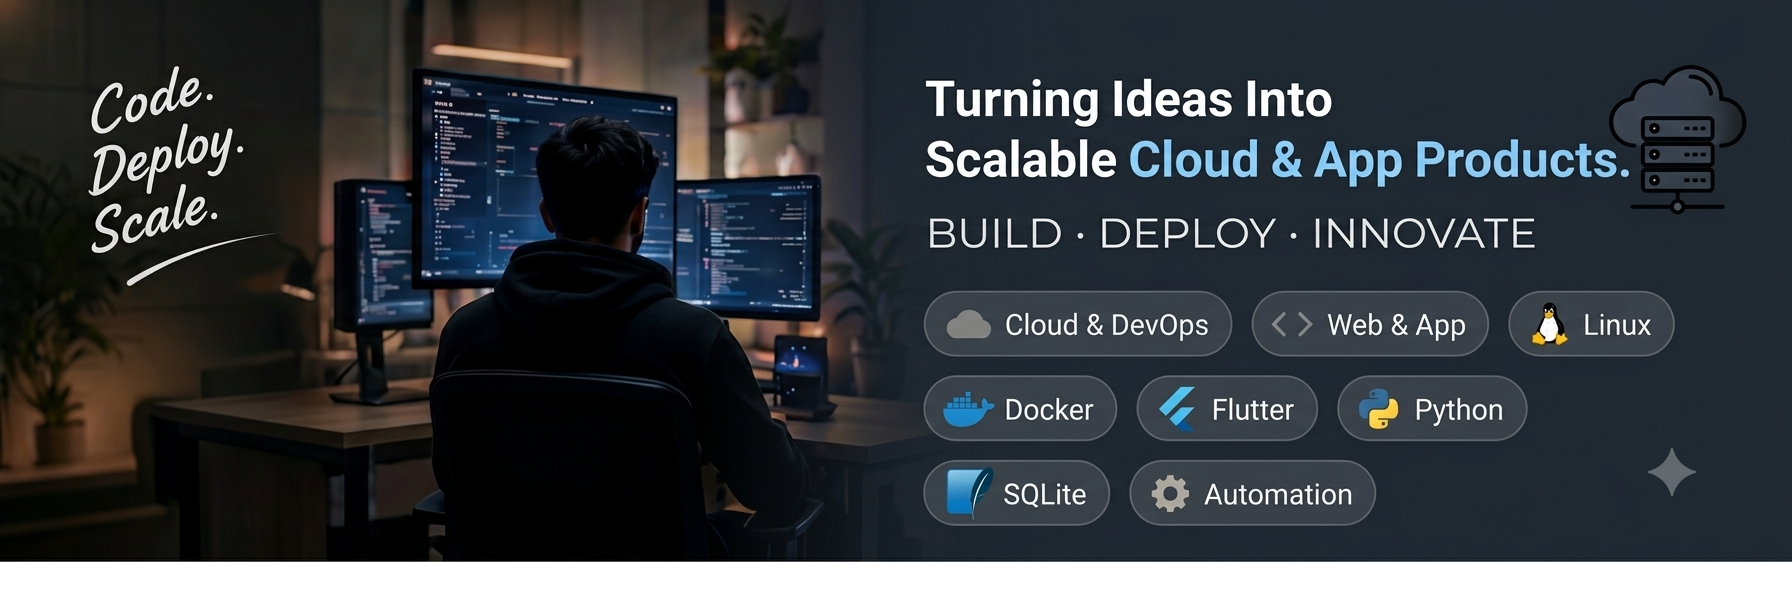 Code.
Deploy.
Scale.
Turning Ideas Into
Scalable Cloud & App Products.
BUILD · DEPLOY · INNOVATE
Cloud & DevOps
Web & App
Linux
Docker
Flutter
Python
SQLite
Automation